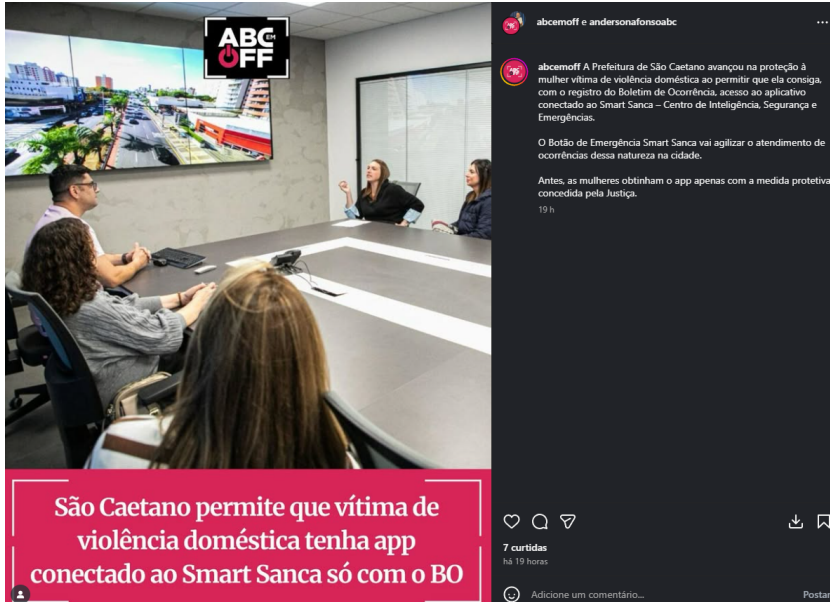 ABC EM
OFF
São Caetano permite que vítima de
violência doméstica tenha app
conectado ao Smart Sanca só com o BO
abcemoff e andersonafonsoabc
abcemoff A Prefeitura de São Caetano avançou na proteção à
mulher vítima de violência doméstica ao permitir que ela consiga,
com o registro do Boletim de Ocorrência, acesso ao aplicativo
conectado ao Smart Sanca – Centro de Inteligência, Segurança e
Emergências.
O Botão de Emergência Smart Sanca vai agilizar o atendimento de
ocorrências dessa natureza na cidade.
Antes, as mulheres obtinham o app apenas com a medida protetiva
concedida pela Justiça.
19 h
7 curtidas
há 19 horas
Adicione um comentário...
Postar